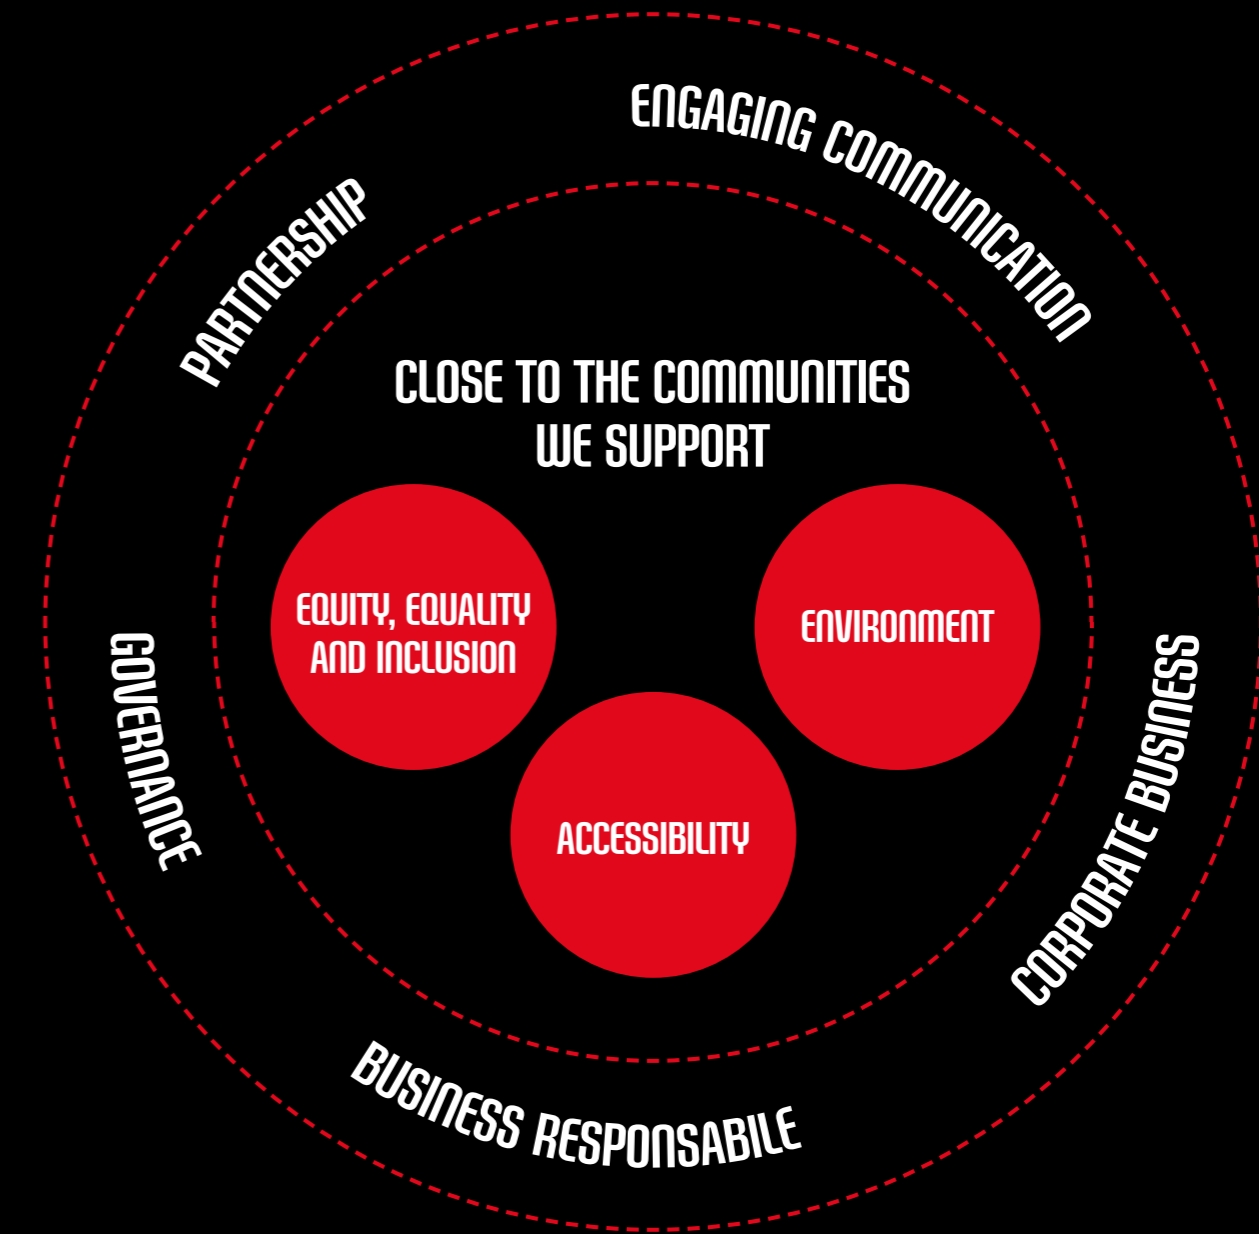 ENGAGING COMMUNICATION
PARTNERSHIP
CLOSE TO THE COMMUNITIES
WE SUPPORT
EQUITY, EQUALITY
AND INCLUSION
ENVIRONMENT
ACCESSIBILITY
GOVERNANCE
CORPORATE BUSINESS
BUSINESS RESPONSABILE